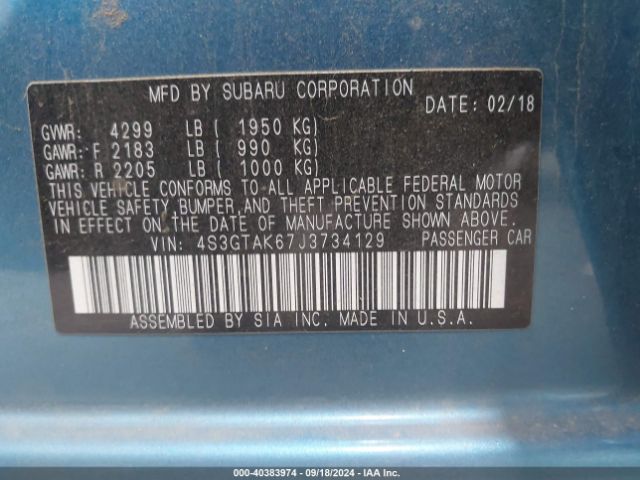 MFD BY SUBARU CORPORATION
DATE: 02/18
GVWR: 4299 LB ( 1950 KG)
GAWR: F 2183 LB ( 990 KG)
GAWR: R 2205 LB ( 1000 KG)
THIS VEHICLE CONFORMS TO ALL APPLICABLE FEDERAL MOTOR
VEHICLE SAFETY, BUMPER, AND THEFT PREVENTION STANDARDS
IN EFFECT ON THE DATE OF MANUFACTURE SHOWN ABOVE.
VIN: 4S3GTAK67J3734129 PASSENGER CAR
ASSEMBLED BY SIA INC. MADE IN U.S.A.
000-40383974 | 09/18/2024 | IAA Inc.